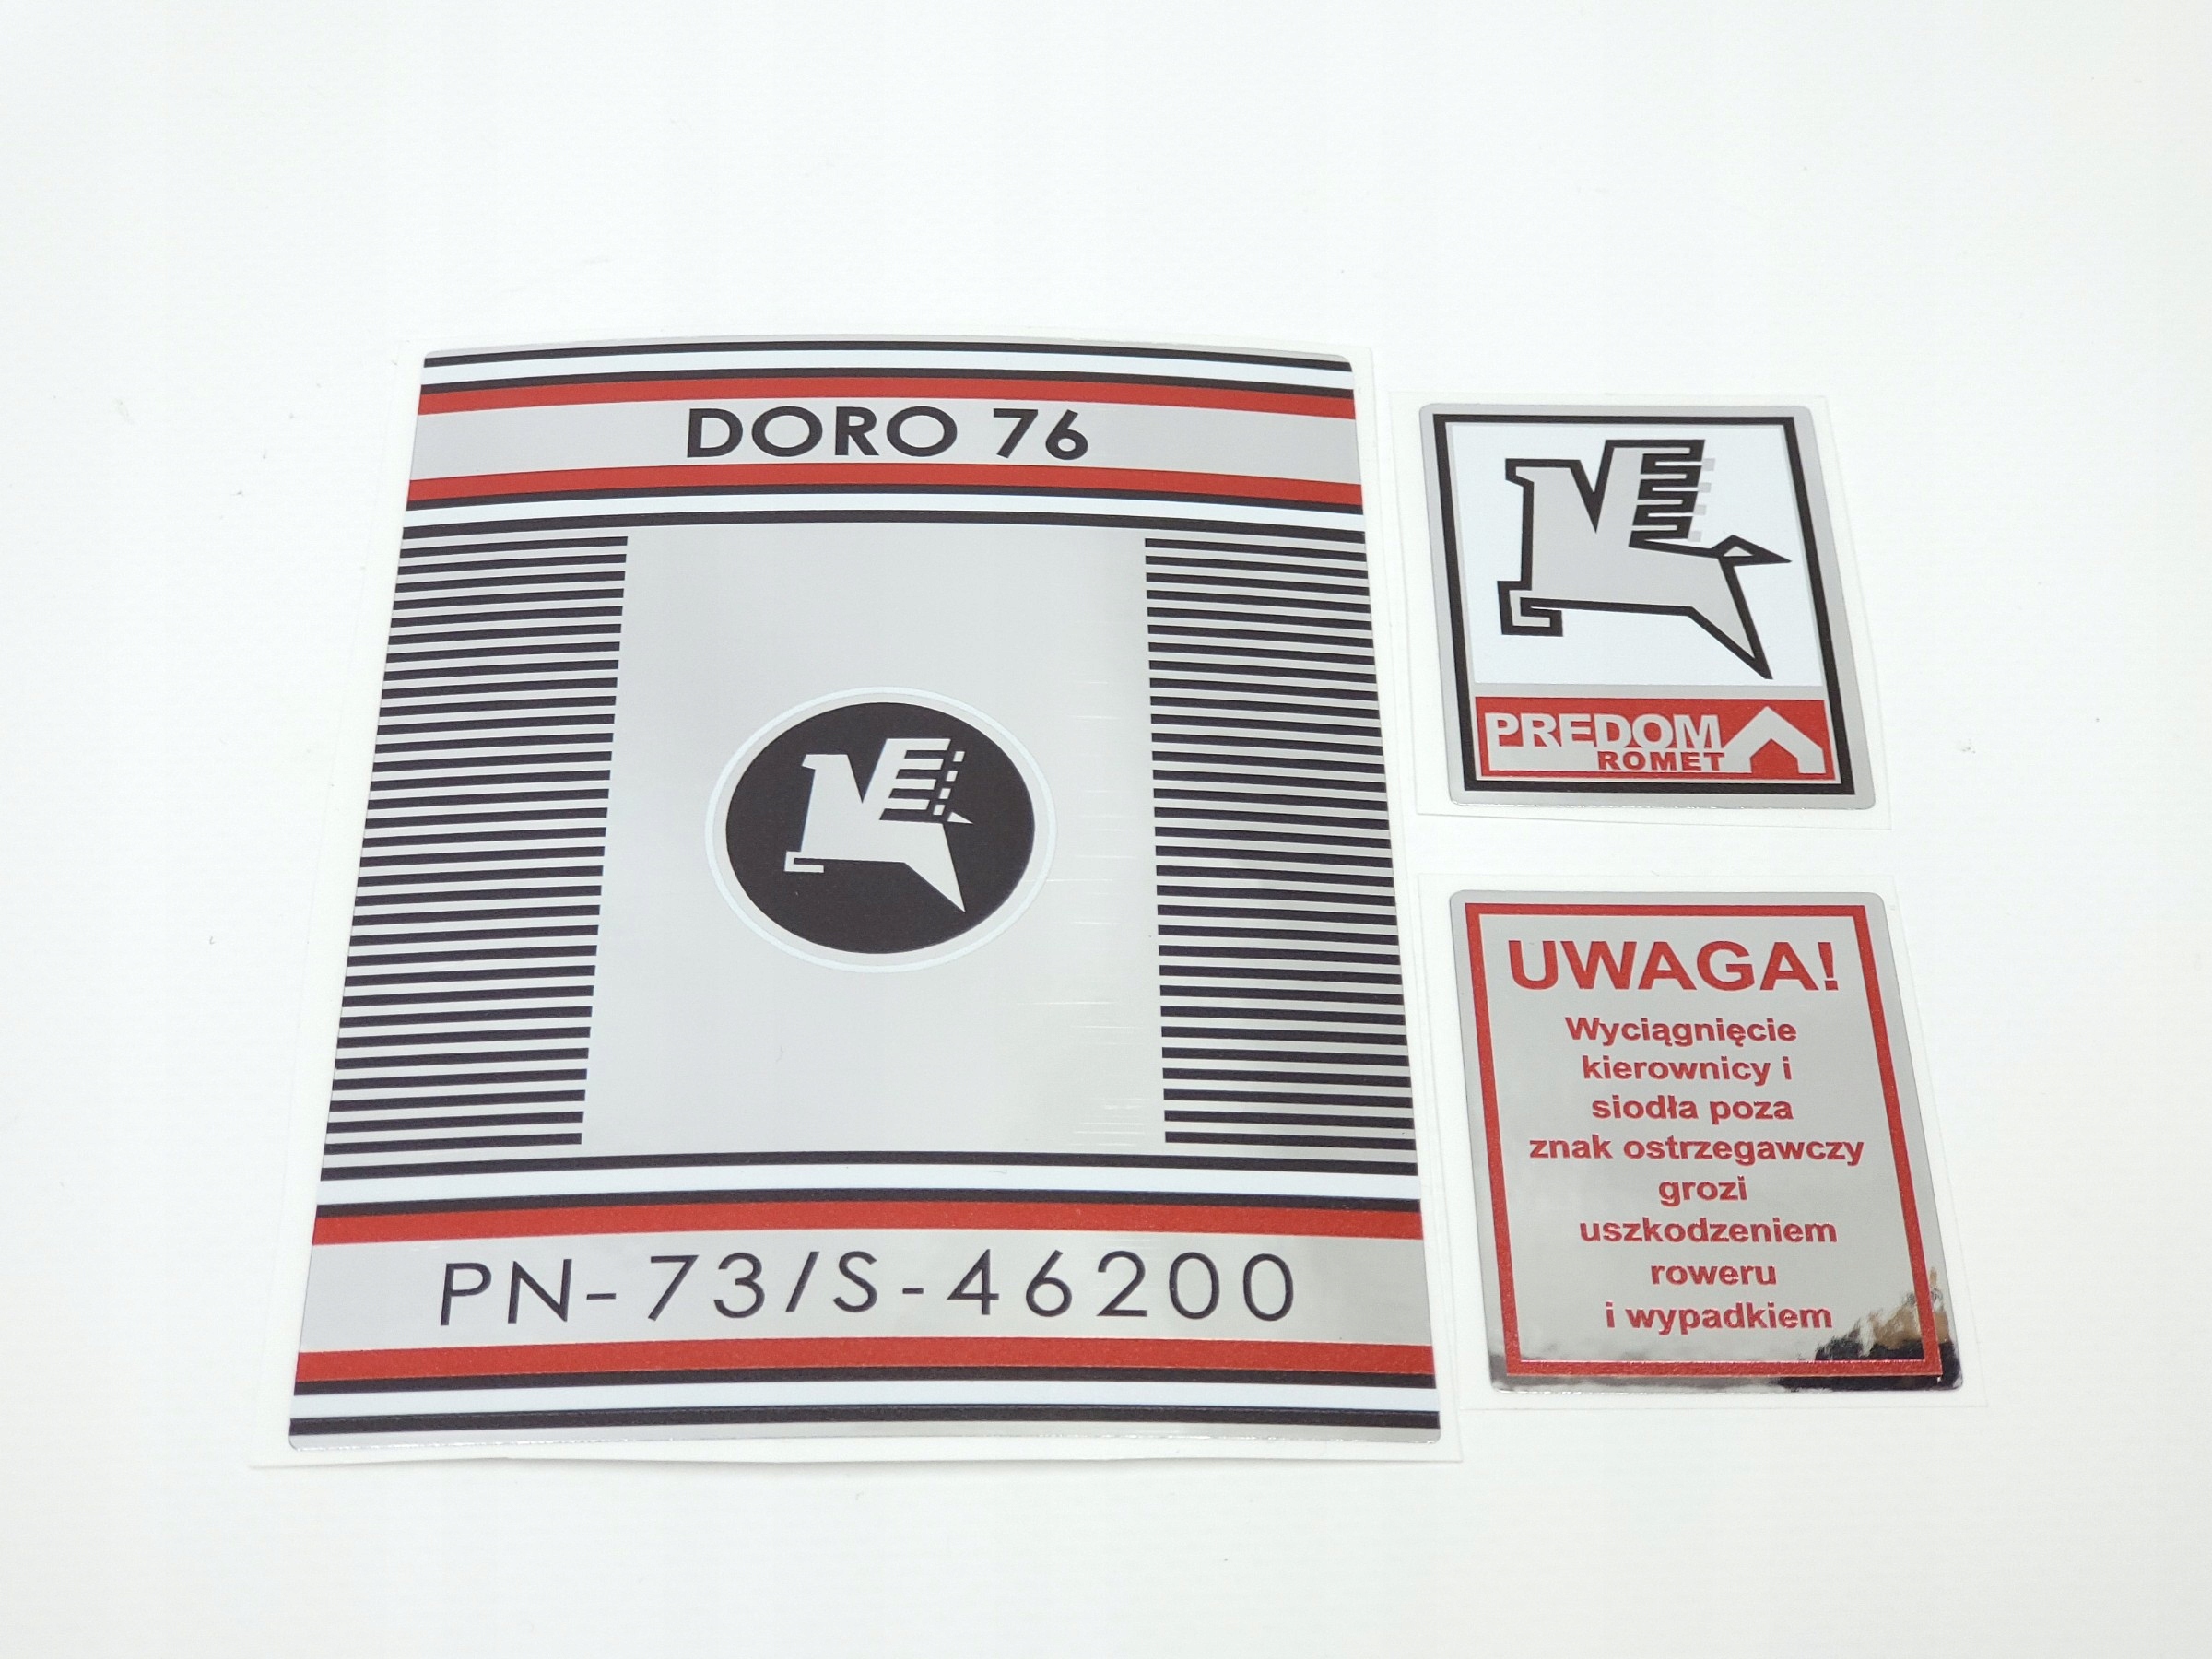 DORO 76
PN-73/S-46200
PREDOM
ROMET
UWAGA!
Wyciągnięcie
kierownicy i
siodła poza
znak ostrzegawczy
grozi
uszkodzeniem
roweru
i wypadkiem